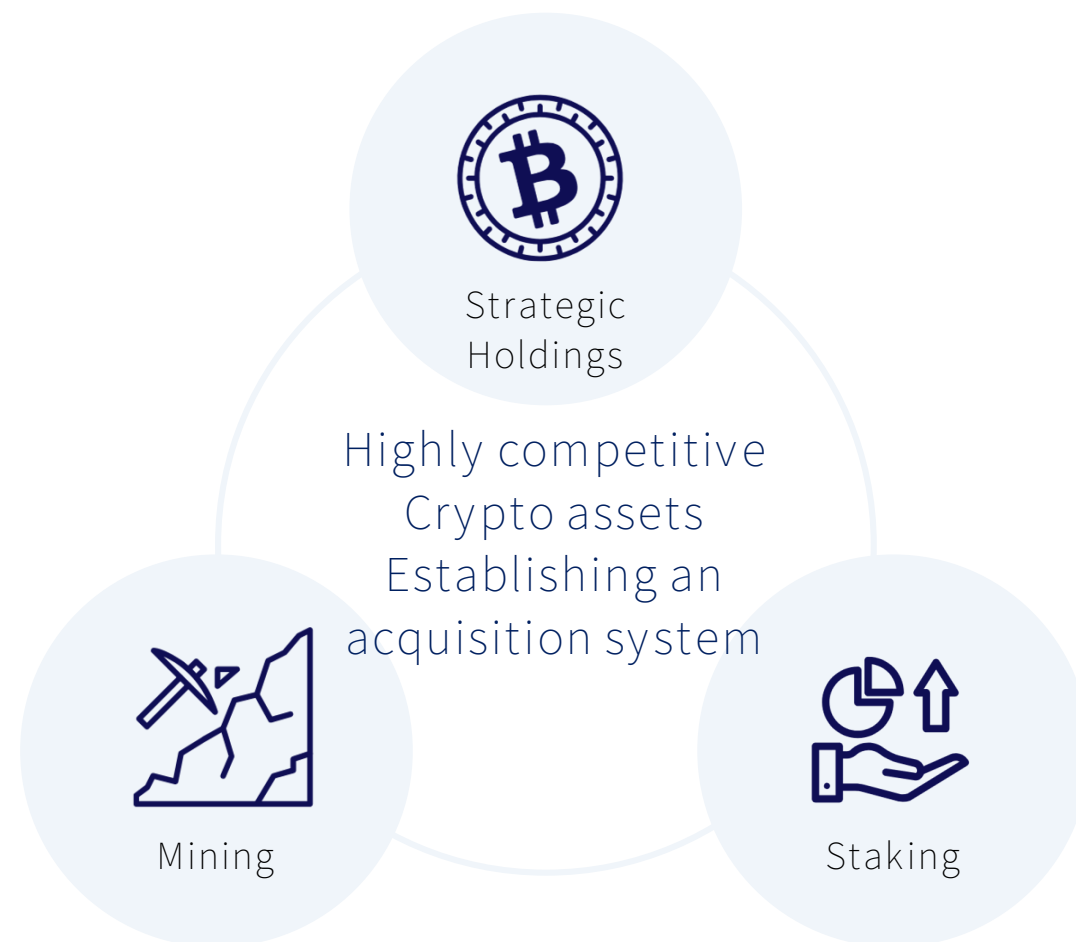 Strategic
Holdings
Highly competitive
Crypto assets
Establishing an
acquisition system
Mining
Staking